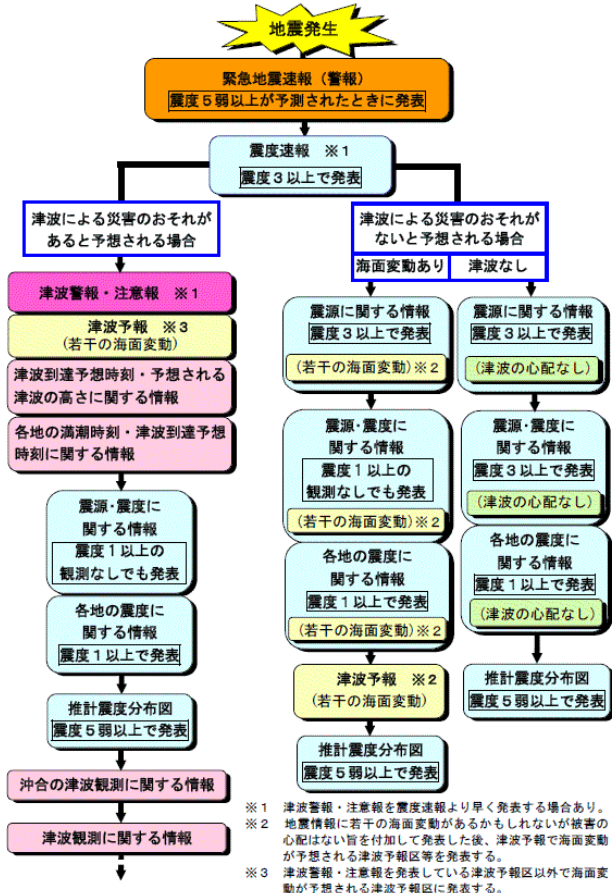 地震発生
緊急地震速報（警報）
震度５弱以上が予測されたときに発表
震度速報　※１
震度３以上で発表
津波による災害のおそれが
あると予想される場合
津波警報・注意報　※１
津波予報　※３
(若干の海面変動)
津波到達予想時刻・予想される
津波の高さに関する情報
各地の満潮時刻・津波到達予想
時刻に関する情報
震源・震度に
関する情報
震度１以上の
観測なしでも発表
各地の震度に
関する情報
震度１以上で発表
推計震度分布図
震度５弱以上で発表
沖合の津波観測に関する情報
津波観測に関する情報
津波による災害のおそれが
ないと予想される場合
海面変動あり
震源に関する情報
震度３以上で発表
(若干の海面変動)※２
震源・震度に
関する情報
震度１以上の
観測なしでも発表
(若干の海面変動)※２
各地の震度に
関する情報
震度１以上で発表
(若干の海面変動)※２
津波予報　※２
(若干の海面変動)
推計震度分布図
震度５弱以上で発表
津波なし
震源に関する情報
震度３以上で発表
(津波の心配なし)
震源・震度に
関する情報
震度３以上で発表
(津波の心配なし)
各地の震度に
関する情報
震度１以上で発表
(津波の心配なし)
推計震度分布図
震度５弱以上で発表
※１　津波警報・注意報を震度速報より早く発表する場合あり。
※２　地震情報に若干の海面変動があるかもしれないが被害の
心配はない旨を付加して発表した後、津波予報で海面変動
が予想される津波予報区等を発表する。
※３　津波警報・注意報を発表している津波予報区以外で海面変
動が予想される津波予報区に発表する。